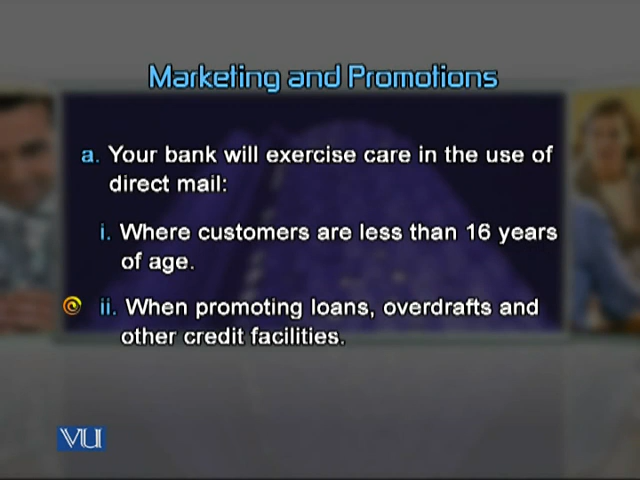 Marketing and Promotions
a. Your bank will exercise care in the use of
direct mail:
i. Where customers are less than 16 years
of age.
ii. When promoting loans, overdrafts and
other credit facilities.
VU